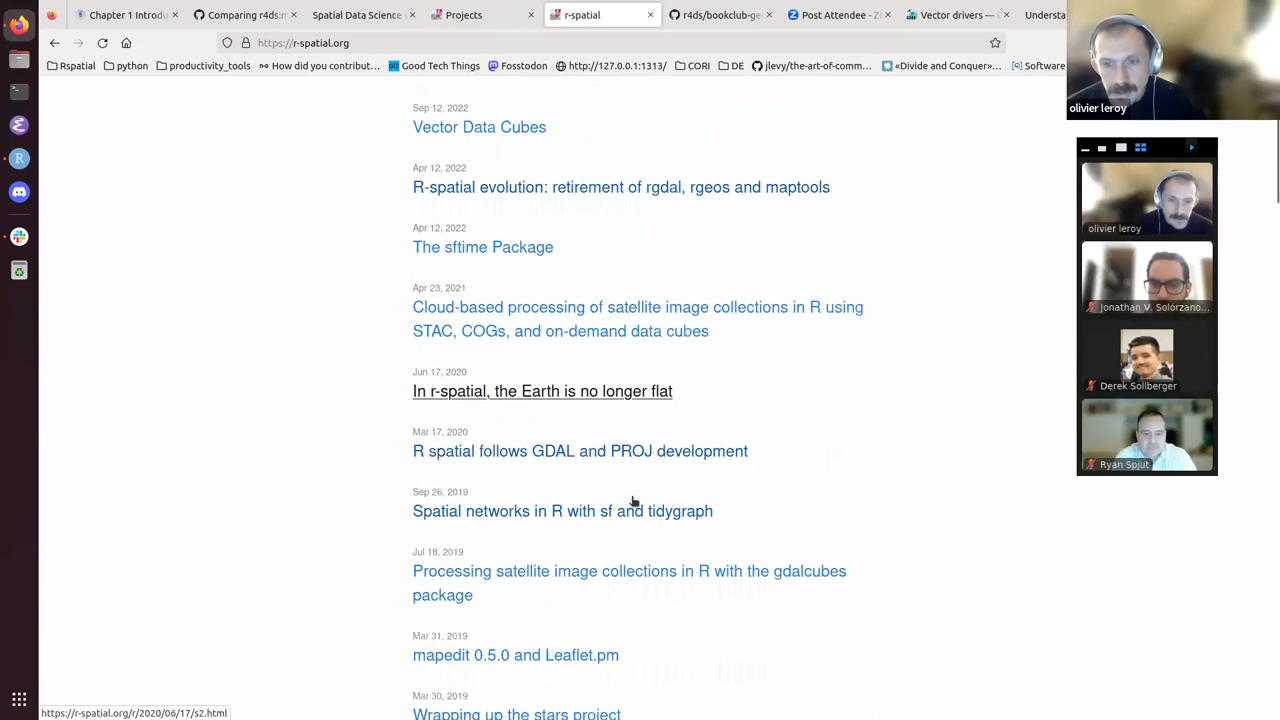 Chapter 1 Introdu
Comparing r4ds:m
Spatial Data Science
Projects
r-spatial
r4ds/bookclub-ge
Post Attendee - Z
Vector drivers — 
Understa
https://r-spatial.org
Rspatial
python
productivity_tools
How did you contribut...
Good Tech Things
Fosstodon
http://127.0.0.1:1313/
CORI
DE
jlevy/the-art-of-comm...
«Divide and Conquer»...
Software
Sep 12, 2022
Vector Data Cubes
Apr 12, 2022
R-spatial evolution: retirement of rgdal, rgeos and maptools
Apr 12, 2022
The sftime Package
Apr 23, 2021
Cloud-based processing of satellite image collections in R using
STAC, COGs, and on-demand data cubes
Jun 17, 2020
In r-spatial, the Earth is no longer flat
Mar 17, 2020
R spatial follows GDAL and PROJ development
Sep 26, 2019
Spatial networks in R with sf and tidygraph
Jul 18, 2019
Processing satellite image collections in R with the gdalcubes
package
Mar 31, 2019
mapedit 0.5.0 and Leaflet.pm
Mar 30, 2019
Wrapping up the stars project
https://r-spatial.org/r/2020/06/17/s2.html
olivier leroy
olivier leroy
Jonathan V. Solórzano...
Derek Sollberger
Ryan Spjut